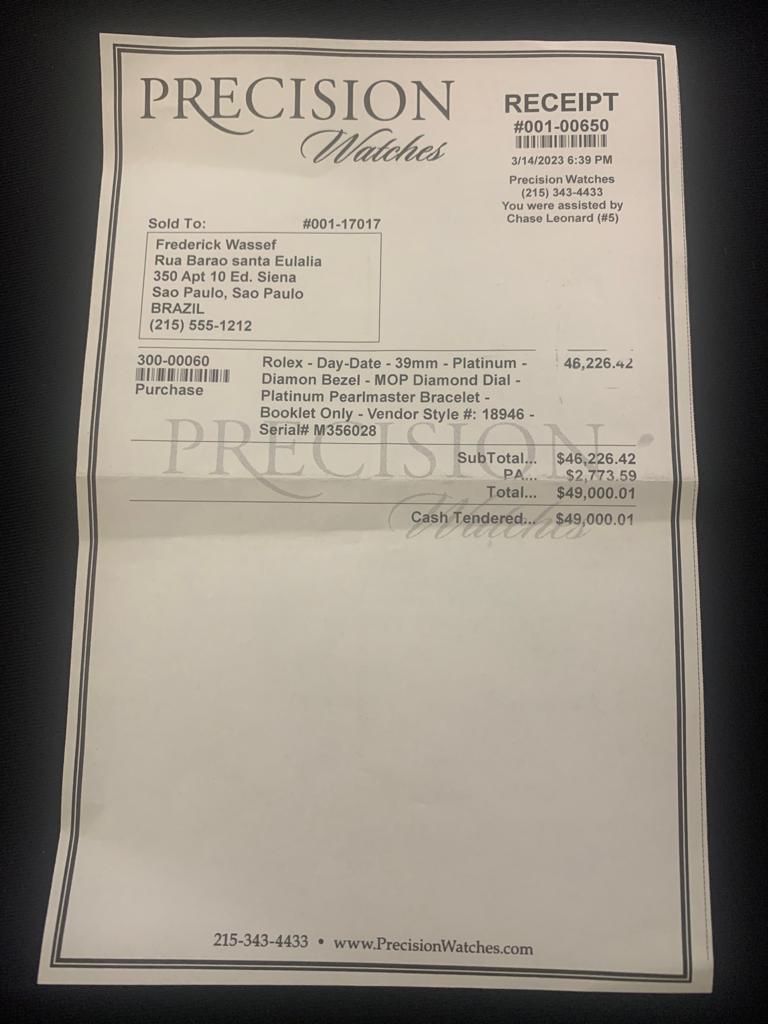 PRECISION
Watches
RECEIPT
#001-00650
3/14/2023 6:39 PM
Precision Watches
(215) 343-4433
You were assisted by
Chase Leonard (#5)
Sold To: #001-17017
Frederick Wassef
Rua Barao santa Eulalia
350 Apt 10 Ed. Siena
Sao Paulo, Sao Paulo
BRAZIL
(215) 555-1212
300-00060
Purchase
Rolex - Day-Date - 39mm - Platinum - 46,226.42
Diamon Bezel - MOP Diamond Dial -
Platinum Pearlmaster Bracelet -
Booklet Only - Vendor Style #: 18946 -
Serial# M356028
PRECISION
Watches
SubTotal... $46,226.42
PA... $2,773.59
Total... $49,000.01
Cash Tendered... $49,000.01
215-343-4433 • www.PrecisionWatches.com